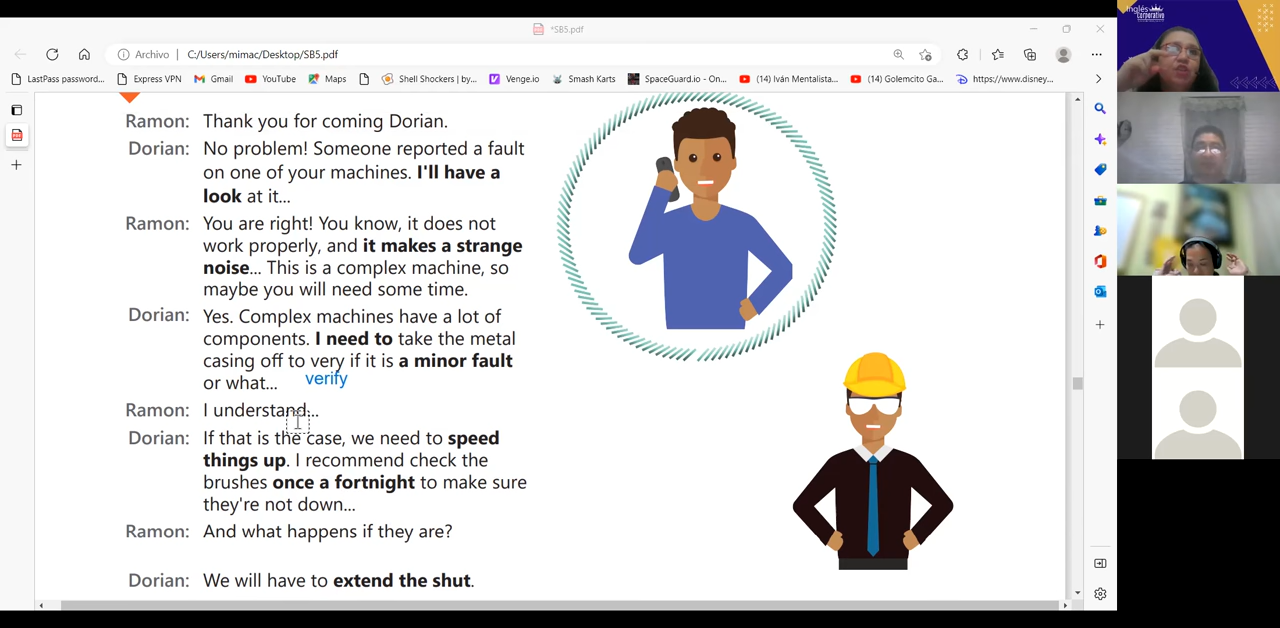 *SB5.pdf
Archivo C:/Users/mimac/Desktop/SB5.pdf
LastPass password... Express VPN Gmail YouTube Maps Shell Shockers | by... Venge.io Smash Karts SpaceGuard.io - On... (14) Iván Mentalista... (14) Golemcito Ga... https://www.disney...
Ramon: Thank you for coming Dorian.
Dorian: No problem! Someone reported a fault
on one of your machines. I'll have a
look at it...
Ramon: You are right! You know, it does not
work properly, and it makes a strange
noise... This is a complex machine, so
maybe you will need some time.
Dorian: Yes. Complex machines have a lot of
components. I need to take the metal
casing off to very if it is a minor fault
or what...
verify
Ramon: I understand...
Dorian: If that is the case, we need to speed
things up. I recommend check the
brushes once a fortnight to make sure
they're not down...
Ramon: And what happens if they are?
Dorian: We will have to extend the shut.
Inglés
Corporativo